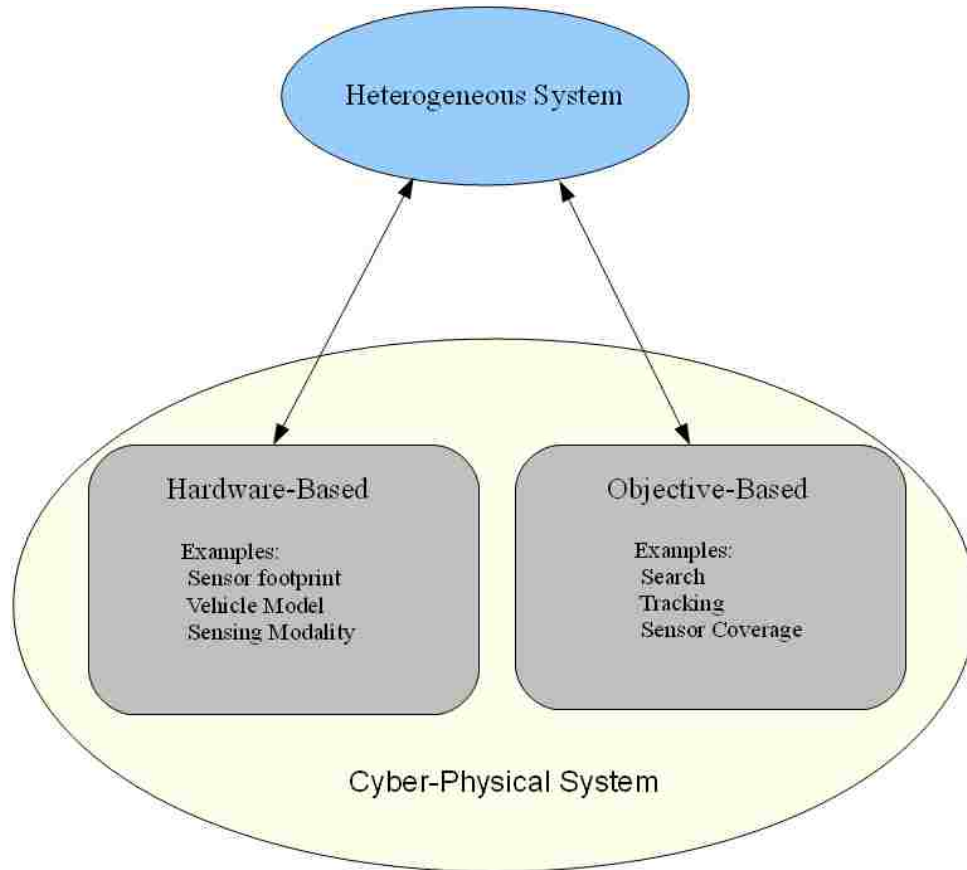 Heterogeneous System
Hardware-Based
Examples:
Sensor footprint
Vehicle Model
Sensing Modality
Objective-Based
Examples:
Search
Tracking
Sensor Coverage
Cyber-Physical System